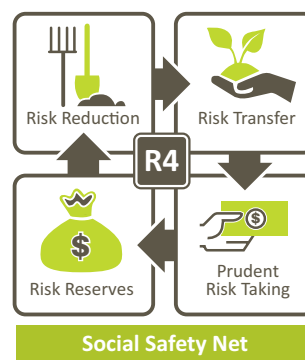 Risk Reduction
Risk Transfer
R4
$
$
Risk Reserves
Prudent
Risk Taking
Social Safety Net